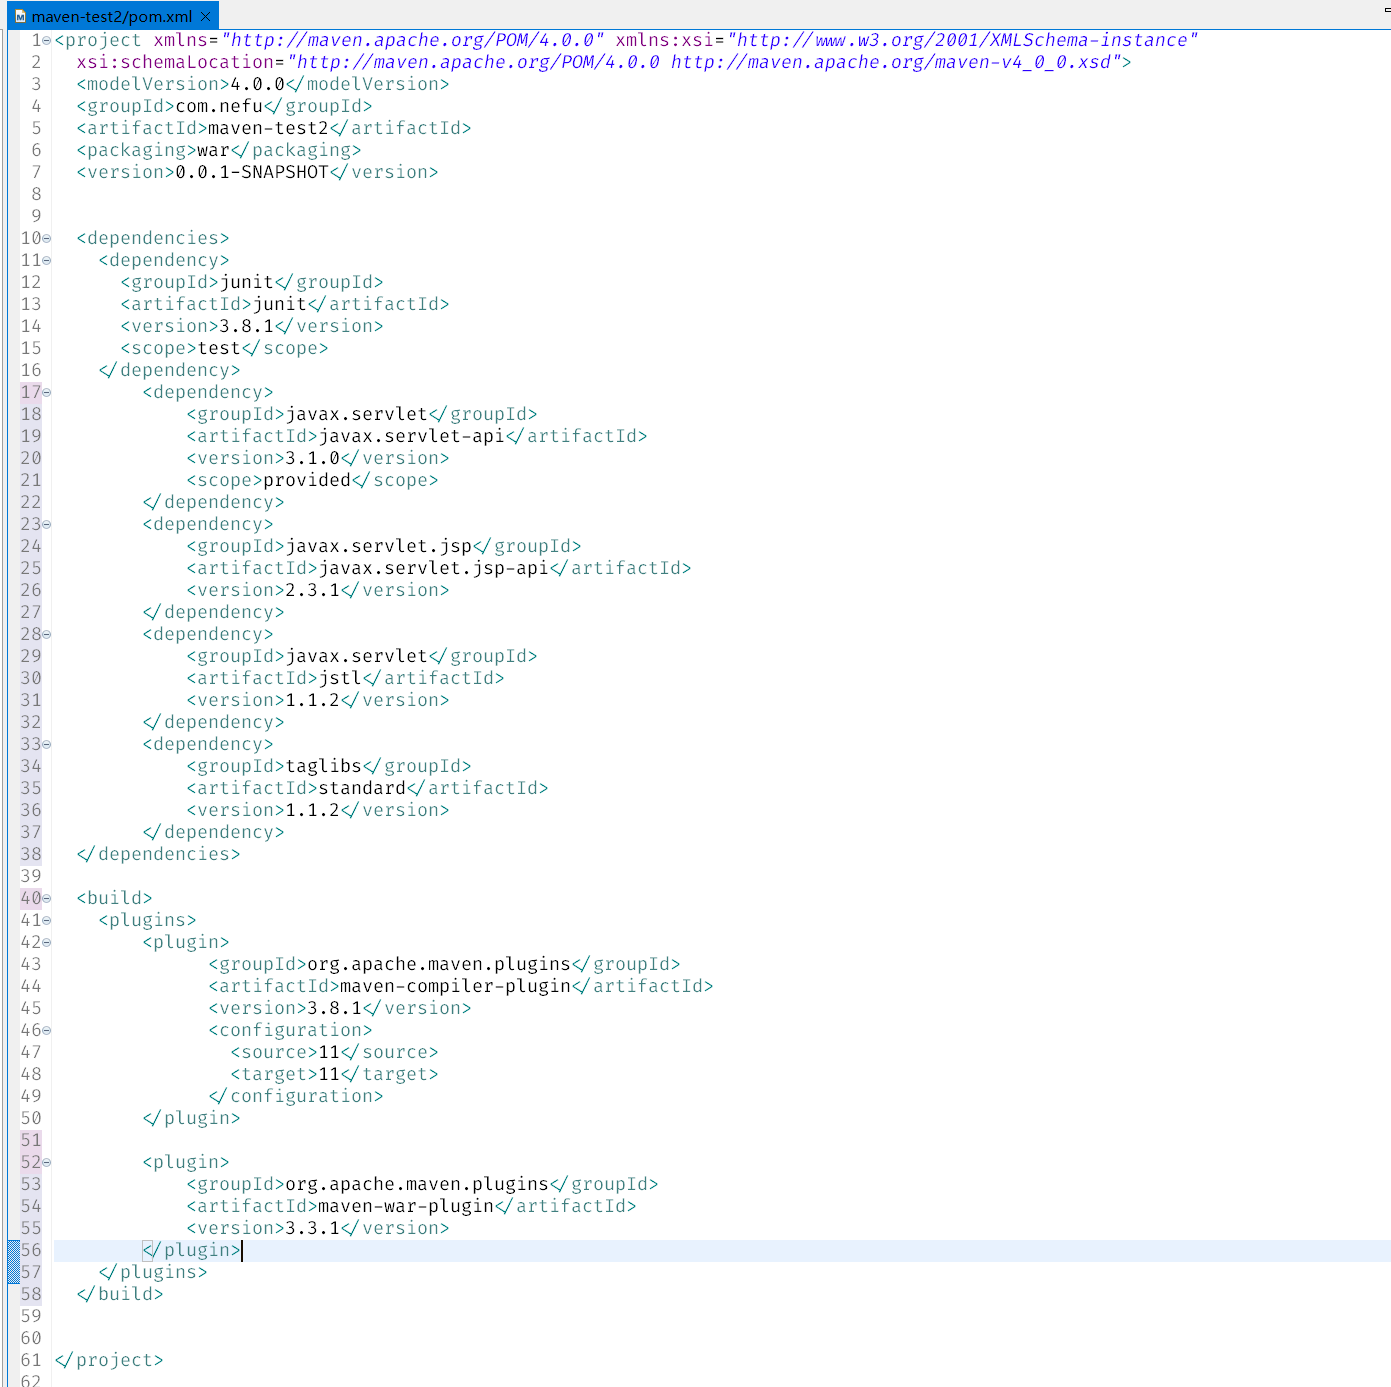 maven-test2/pom.xml
1 <project xmlns="http://maven.apache.org/POM/4.0.0" xmlns:xsi="http://www.w3.org/2001/XMLSchema-instance"
2   xsi:schemaLocation="http://maven.apache.org/POM/4.0.0 http://maven.apache.org/maven-v4_0_0.xsd">
3   <modelVersion>4.0.0</modelVersion>
4   <groupId>com.nefu</groupId>
5   <artifactId>maven-test2</artifactId>
6   <packaging>war</packaging>
7   <version>0.0.1-SNAPSHOT</version>
8
9
10   <dependencies>
11     <dependency>
12       <groupId>junit</groupId>
13       <artifactId>junit</artifactId>
14       <version>3.8.1</version>
15       <scope>test</scope>
16     </dependency>
17         <dependency>
18             <groupId>javax.servlet</groupId>
19             <artifactId>javax.servlet-api</artifactId>
20             <version>3.1.0</version>
21             <scope>provided</scope>
22         </dependency>
23         <dependency>
24             <groupId>javax.servlet.jsp</groupId>
25             <artifactId>javax.servlet.jsp-api</artifactId>
26             <version>2.3.1</version>
27         </dependency>
28         <dependency>
29             <groupId>javax.servlet</groupId>
30             <artifactId>jstl</artifactId>
31             <version>1.1.2</version>
32         </dependency>
33         <dependency>
34             <groupId>taglibs</groupId>
35             <artifactId>standard</artifactId>
36             <version>1.1.2</version>
37         </dependency>
38   </dependencies>
39
40   <build>
41     <plugins>
42         <plugin>
43               <groupId>org.apache.maven.plugins</groupId>
44               <artifactId>maven-compiler-plugin</artifactId>
45               <version>3.8.1</version>
46               <configuration>
47                 <source>11</source>
48                 <target>11</target>
49               </configuration>
50         </plugin>
51
52         <plugin>
53             <groupId>org.apache.maven.plugins</groupId>
54             <artifactId>maven-war-plugin</artifactId>
55             <version>3.3.1</version>
56         </plugin>
57     </plugins>
58   </build>
59
60
61 </project>
62